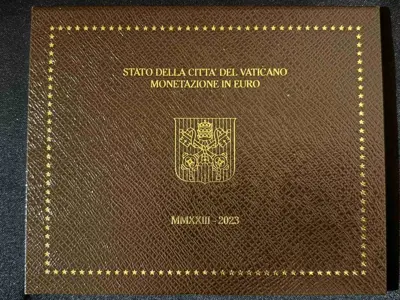 STATO DELLA CITTA' DEL VATICANO
MONETAZIONE IN EURO
MMXXIII - 2023